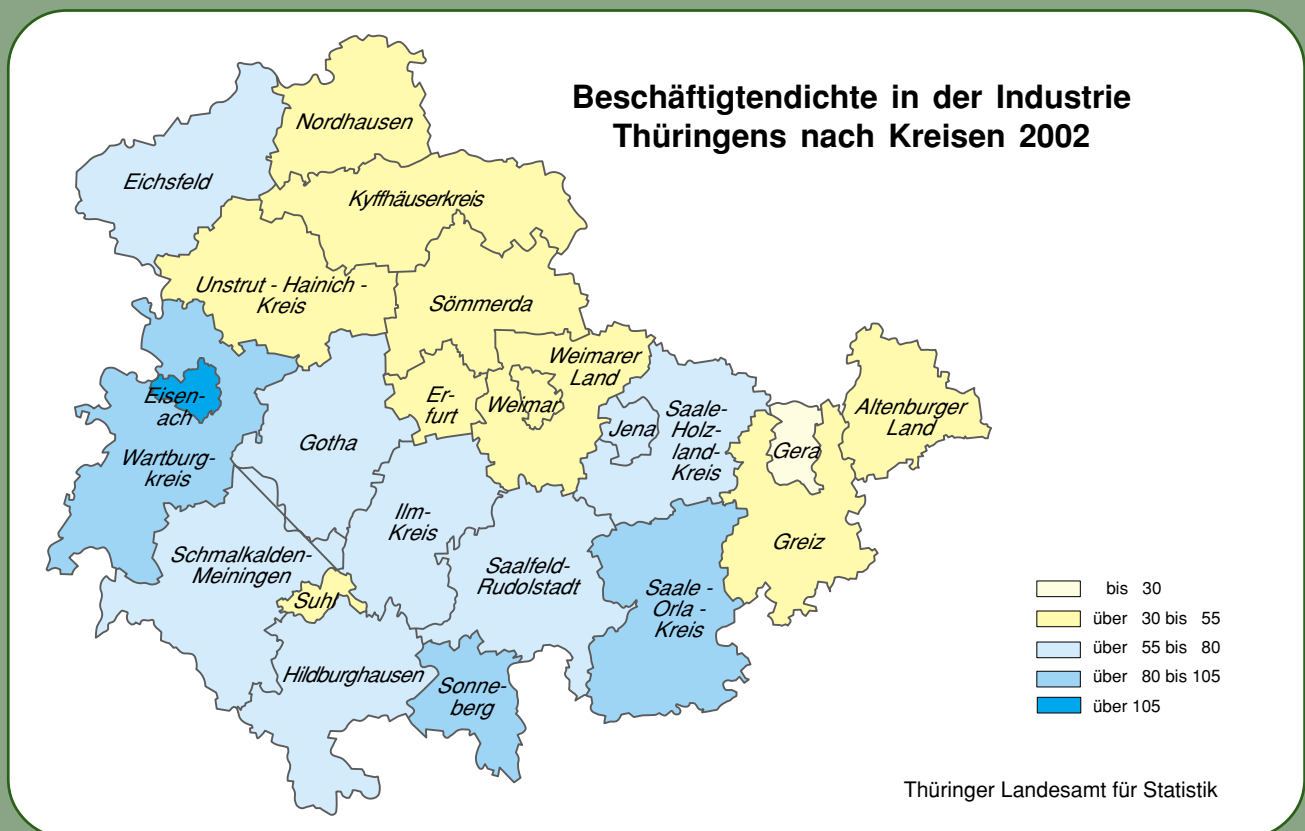 Beschäftigtendichte in der Industrie
Thüringens nach Kreisen 2002
Nordhausen
Eichsfeld
Kyffhäuserkreis
Unstrut - Hainich -
Kreis
Sömmerda
Weimarer
Land
Eisen-
ach
Er-
furt
Weimar
Jena
Saale-
Holz-
land-
Kreis
Gera
Altenburger
Land
Wartburg-
kreis
Gotha
Ilm-
Kreis
Greiz
Schmalkalden-
Meiningen
Suhl
Saalfeld-
Rudolstadt
Saale -
Orla -
Kreis
Hildburghausen
Sonne-
berg
bis 30
über 30 bis 55
über 55 bis 80
über 80 bis 105
über 105
Thüringer Landesamt für Statistik